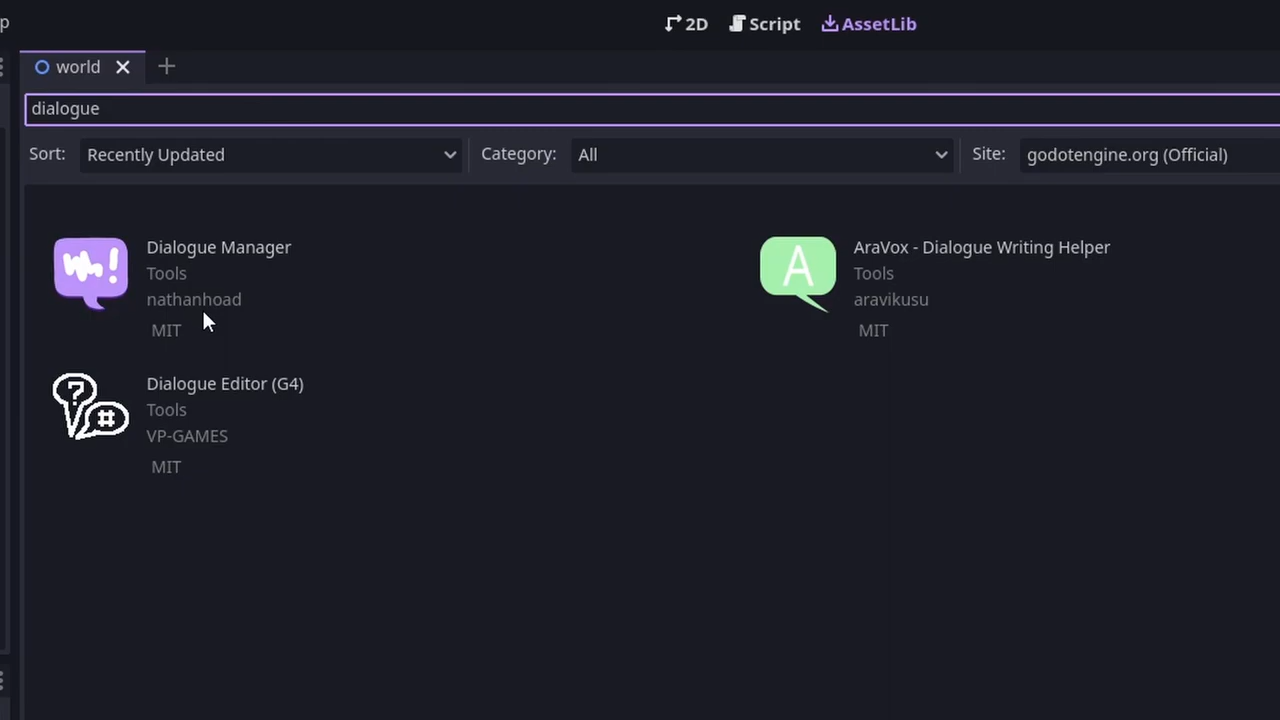 p
2D
Script
AssetLib
world
dialogue
Sort:
Recently Updated
Category:
All
Site:
godotengine.org (Official)
Dialogue Manager
Tools
nathanhoad
MIT
A
AraVox - Dialogue Writing Helper
Tools
aravikusu
MIT
?
#
Dialogue Editor (G4)
Tools
VP-GAMES
MIT